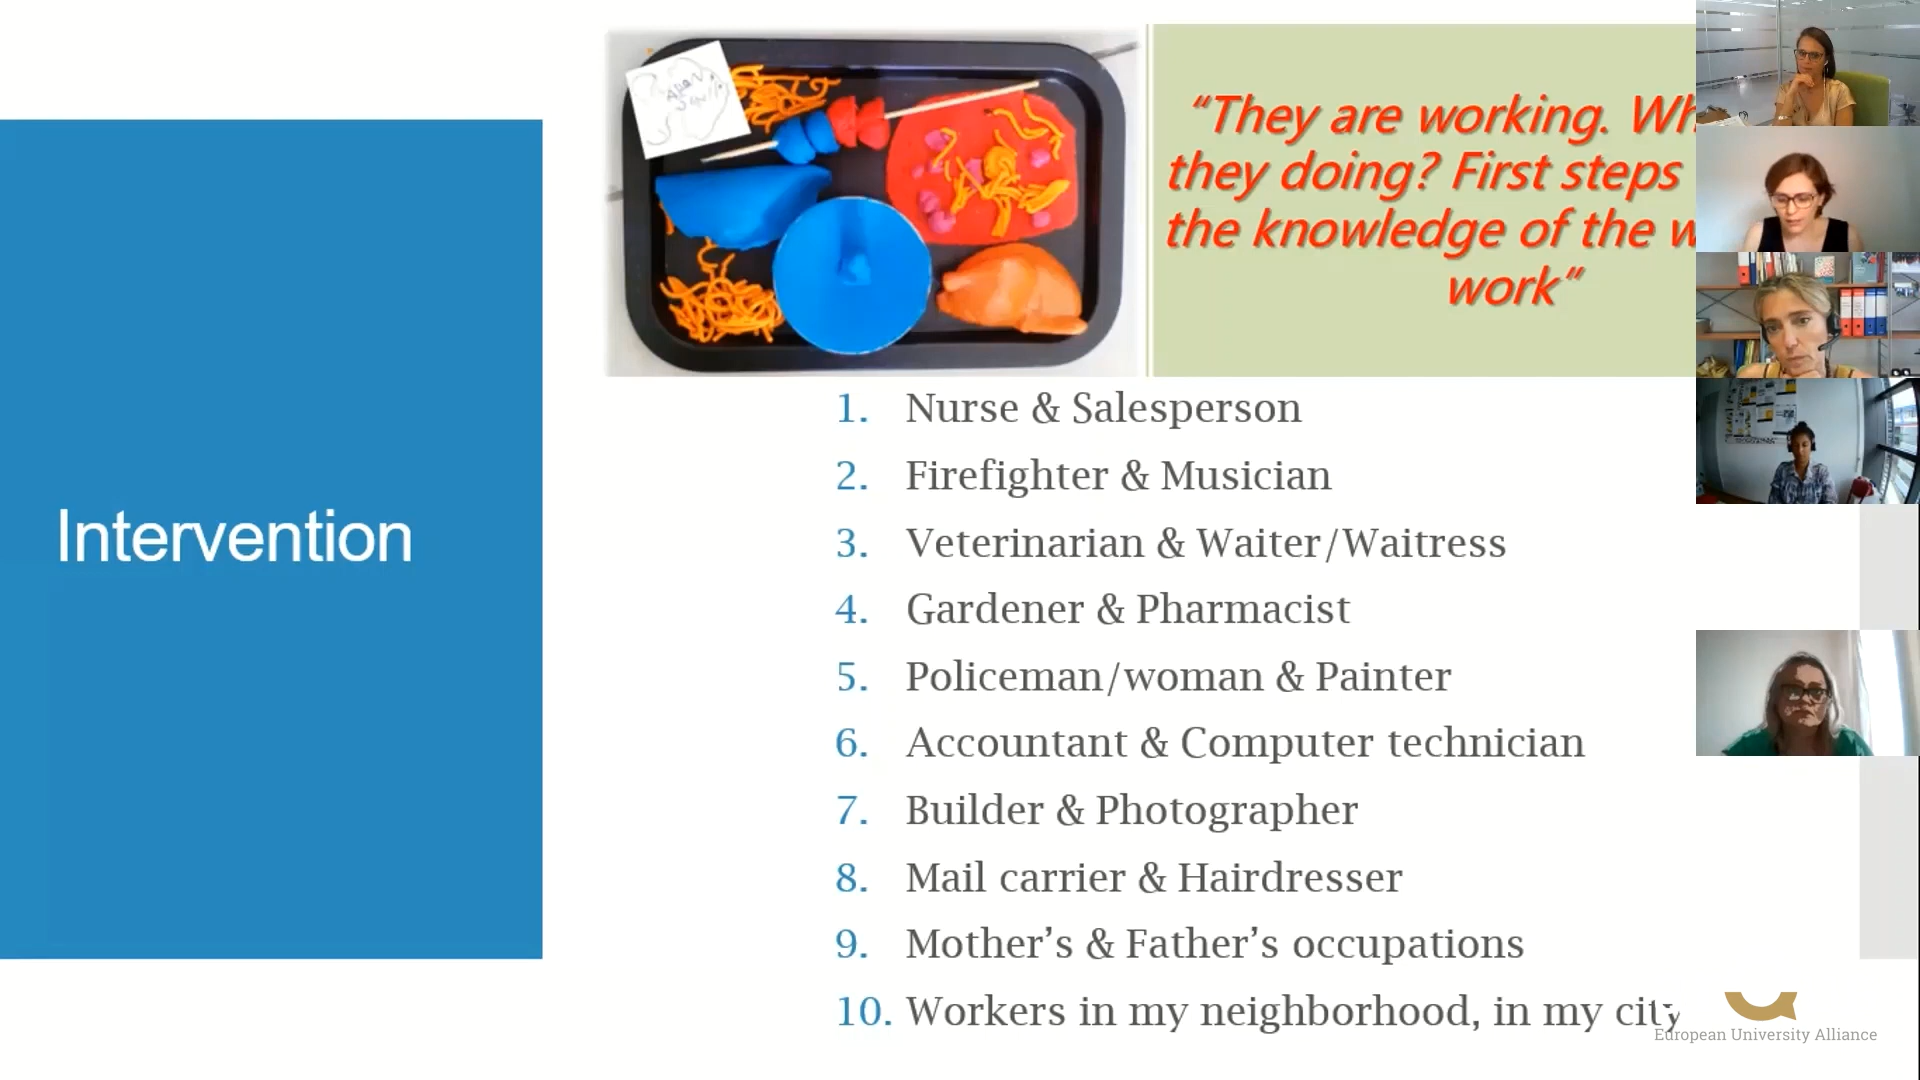 Intervention
“They are working. Wh
they doing? First steps
the knowledge of the w
work”
1. Nurse & Salesperson
2. Firefighter & Musician
3. Veterinarian & Waiter/Waitress
4. Gardener & Pharmacist
5. Policeman/woman & Painter
6. Accountant & Computer technician
7. Builder & Photographer
8. Mail carrier & Hairdresser
9. Mother’s & Father’s occupations
10. Workers in my neighborhood, in my city
European University Alliance